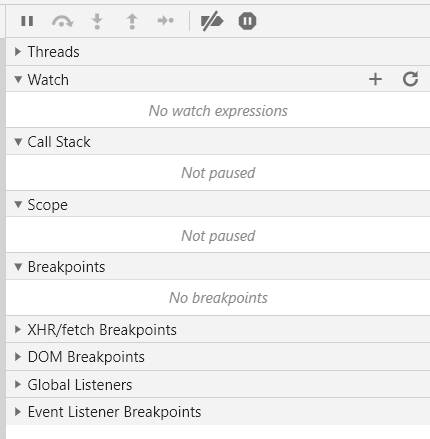 Threads
Watch
No watch expressions
Call Stack
Not paused
Scope
Not paused
Breakpoints
No breakpoints
XHR/fetch Breakpoints
DOM Breakpoints
Global Listeners
Event Listener Breakpoints